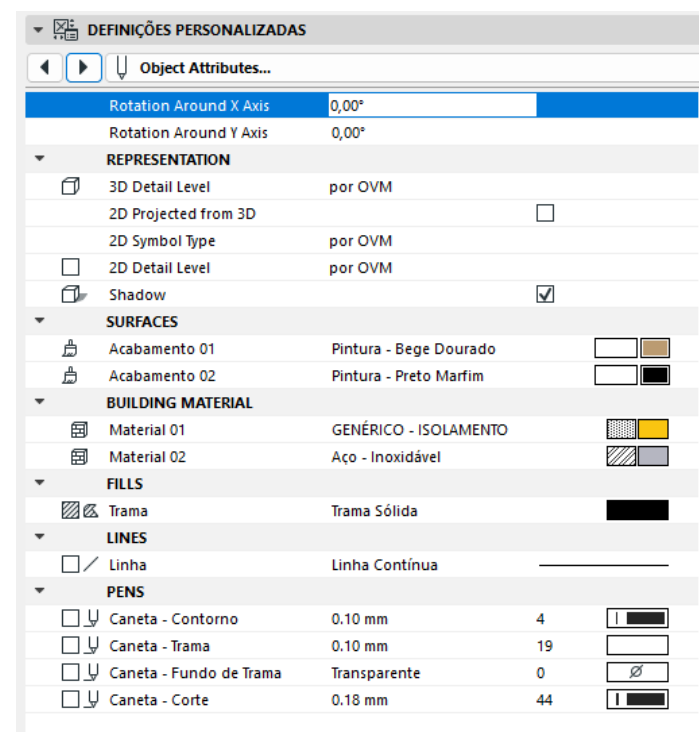 DEFINIÇÕES PERSONALIZADAS
Object Attributes...
Rotation Around X Axis 0,00°
Rotation Around Y Axis 0,00°
REPRESENTATION
3D Detail Level por OVM
2D Projected from 3D
2D Symbol Type por OVM
2D Detail Level por OVM
Shadow
SURFACES
Acabamento 01 Pintura - Bege Dourado
Acabamento 02 Pintura - Preto Marfim
BUILDING MATERIAL
Material 01 GENÉRICO - ISOLAMENTO
Material 02 Aço - Inoxidável
FILLS
Trama Trama Sólida
LINES
Linha Linha Contínua
PENS
Caneta - Contorno 0.10 mm 4
Caneta - Trama 0.10 mm 19
Caneta - Fundo de Trama Transparente 0
Caneta - Corte 0.18 mm 44